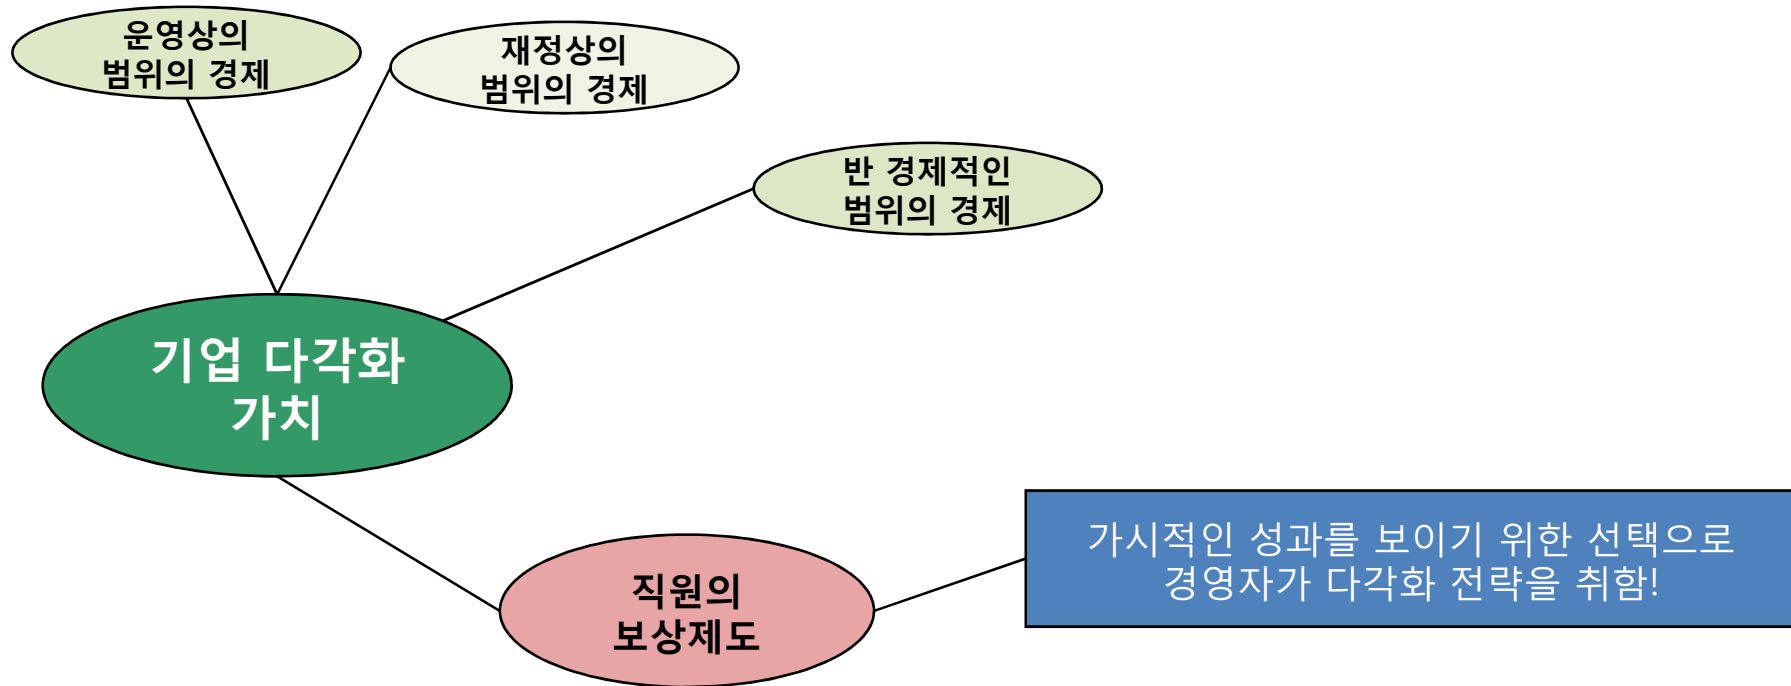 운영상의
범위의 경제
재정상의
범위의 경제
반 경제적인
범위의 경제
기업 다각화
가치
직원의
보상제도
가시적인 성과를 보이기 위한 선택으로
경영자가 다각화 전략을 취함!